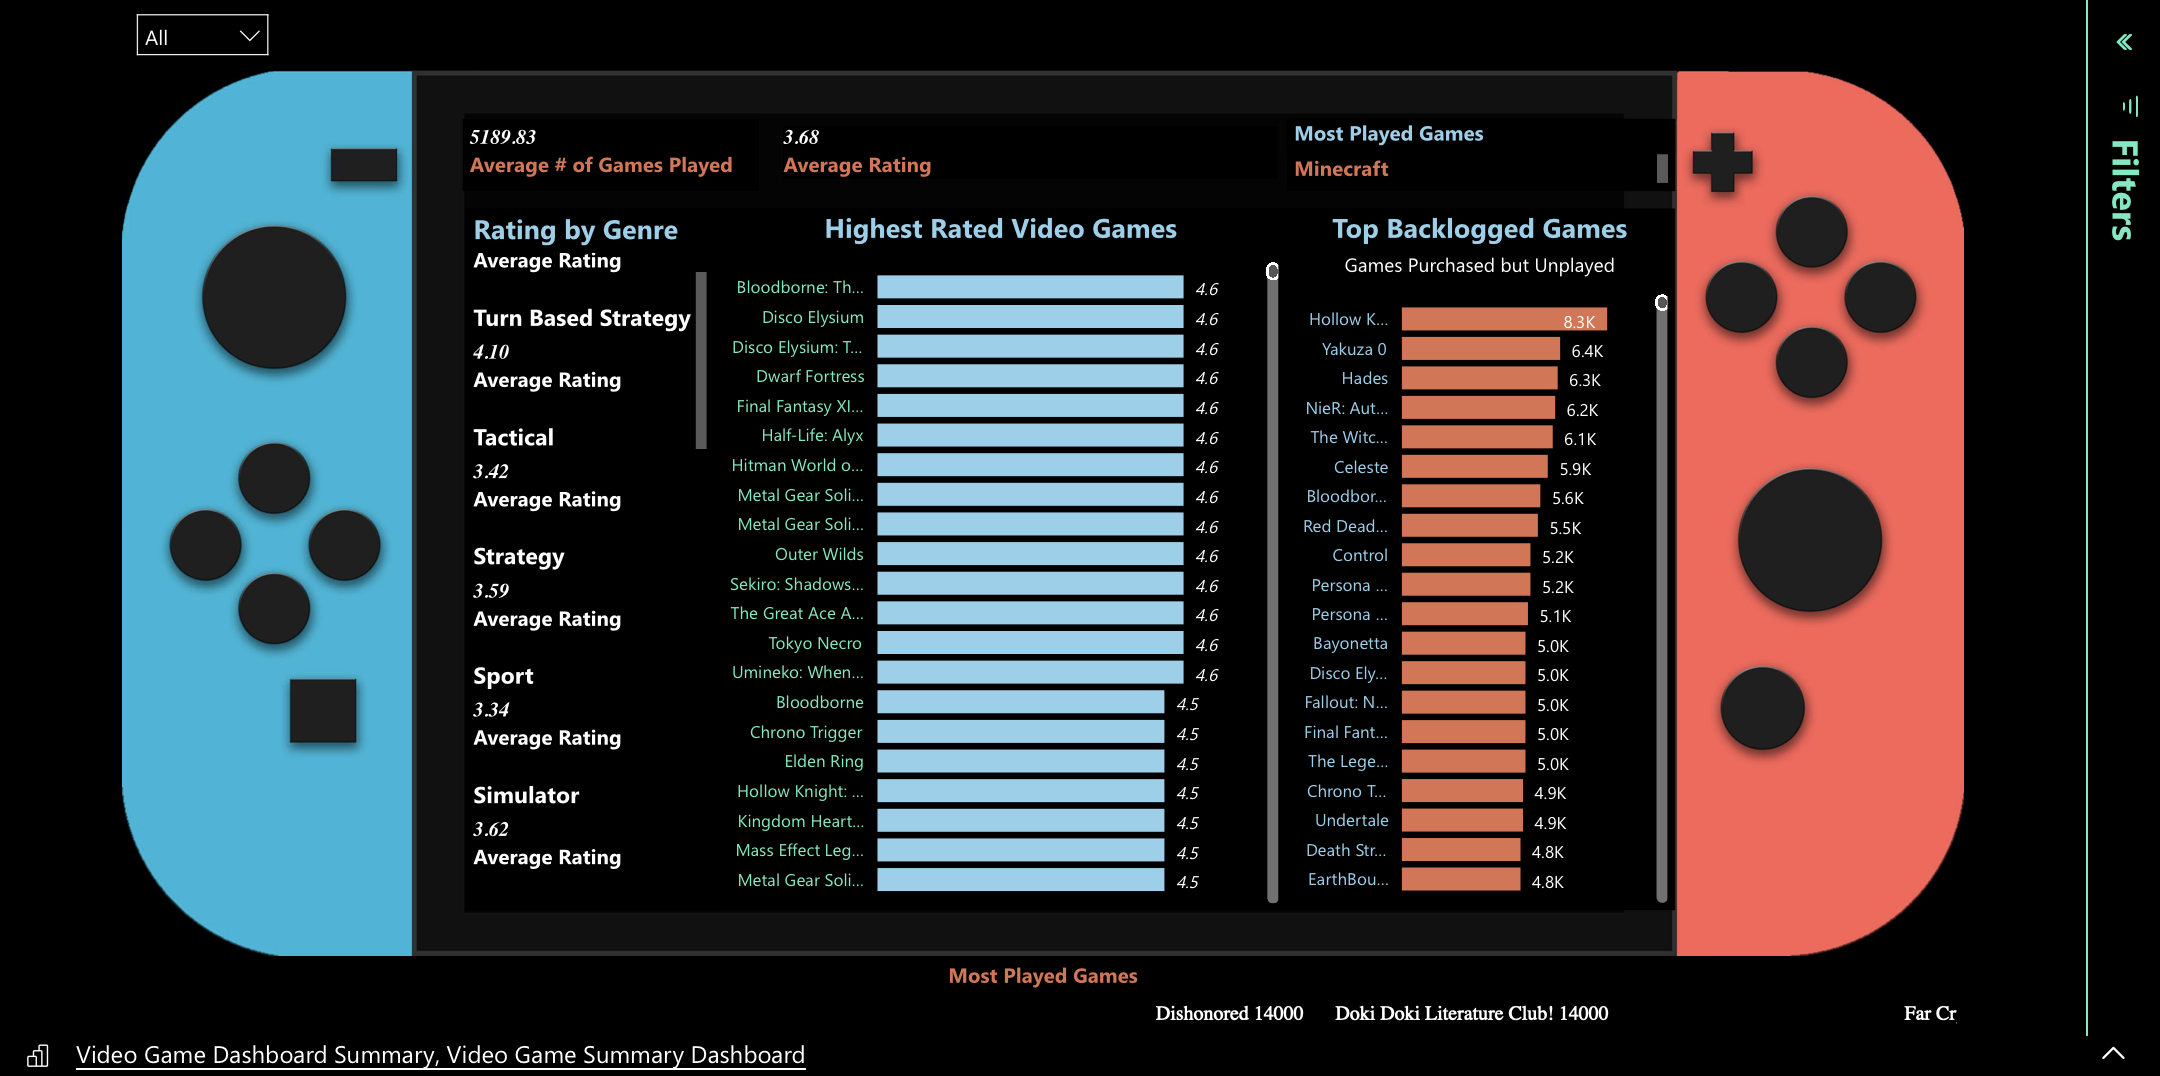 All
5189.83
Average # of Games Played
3.68
Average Rating
Most Played Games
Minecraft
Rating by Genre
Average Rating
Turn Based Strategy
4.10
Average Rating
Tactical
3.42
Average Rating
Strategy
3.59
Average Rating
Sport
3.34
Average Rating
Simulator
3.62
Average Rating
Highest Rated Video Games
Bloodborne: Th... 4.6
Disco Elysium 4.6
Disco Elysium: T... 4.6
Dwarf Fortress 4.6
Final Fantasy XI... 4.6
Half-Life: Alyx 4.6
Hitman World o... 4.6
Metal Gear Soli... 4.6
Metal Gear Soli... 4.6
Outer Wilds 4.6
Sekiro: Shadows... 4.6
The Great Ace A... 4.6
Tokyo Necro 4.6
Umineko: When... 4.6
Bloodborne 4.5
Chrono Trigger 4.5
Elden Ring 4.5
Hollow Knight: ... 4.5
Kingdom Heart... 4.5
Mass Effect Leg... 4.5
Metal Gear Soli... 4.5
Top Backlogged Games
Games Purchased but Unplayed
Hollow K... 8.3K
Yakuza 0 6.4K
Hades 6.3K
NieR: Aut... 6.2K
The Witc... 6.1K
Celeste 5.9K
Bloodbor... 5.6K
Red Dead... 5.5K
Control 5.2K
Persona ... 5.2K
Persona ... 5.1K
Bayonetta 5.0K
Disco Ely... 5.0K
Fallout: N... 5.0K
Final Fant... 5.0K
The Lege... 5.0K
Chrono T... 4.9K
Undertale 4.9K
Death Str... 4.8K
EarthBou... 4.8K
Filters
Most Played Games
Dishonored 14000 Doki Doki Literature Club! 14000 Far Cr
Video Game Dashboard Summary, Video Game Summary Dashboard